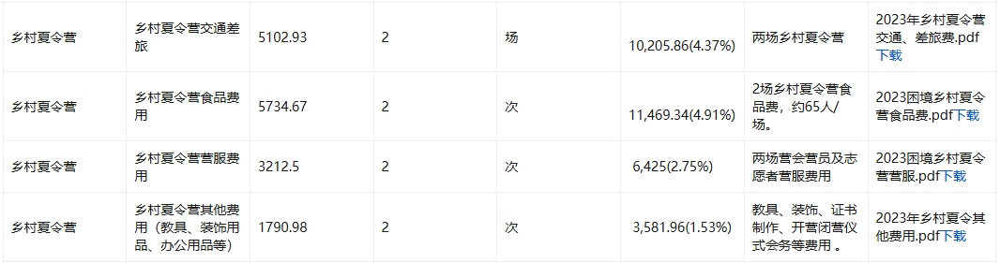 乡村夏令营
乡村夏令营交通差
旅
5102.93
2
场
10,205.86(4.37%)
两场乡村夏令营
2023年乡村夏令营
交通、差旅费.pdf
下载
乡村夏令营
乡村夏令营食品费
用
5734.67
2
次
11,469.34(4.91%)
2场乡村夏令营食
品费，约65人/
场。
2023困境乡村夏令
营食品费.pdf下载
乡村夏令营
乡村夏令营营服费
用
3212.5
2
次
6,425(2.75%)
两场营会营员及志
愿者营服费用
2023困境乡村夏令
营营服.pdf下载
乡村夏令营
乡村夏令营其他费
用（教具、装饰用
品、办公用品等）
1790.98
2
次
3,581.96(1.53%)
教具、装饰、证书
制作、开营闭营仪
式会务等费用 。
2023年乡村夏令其
他费用.pdf下载